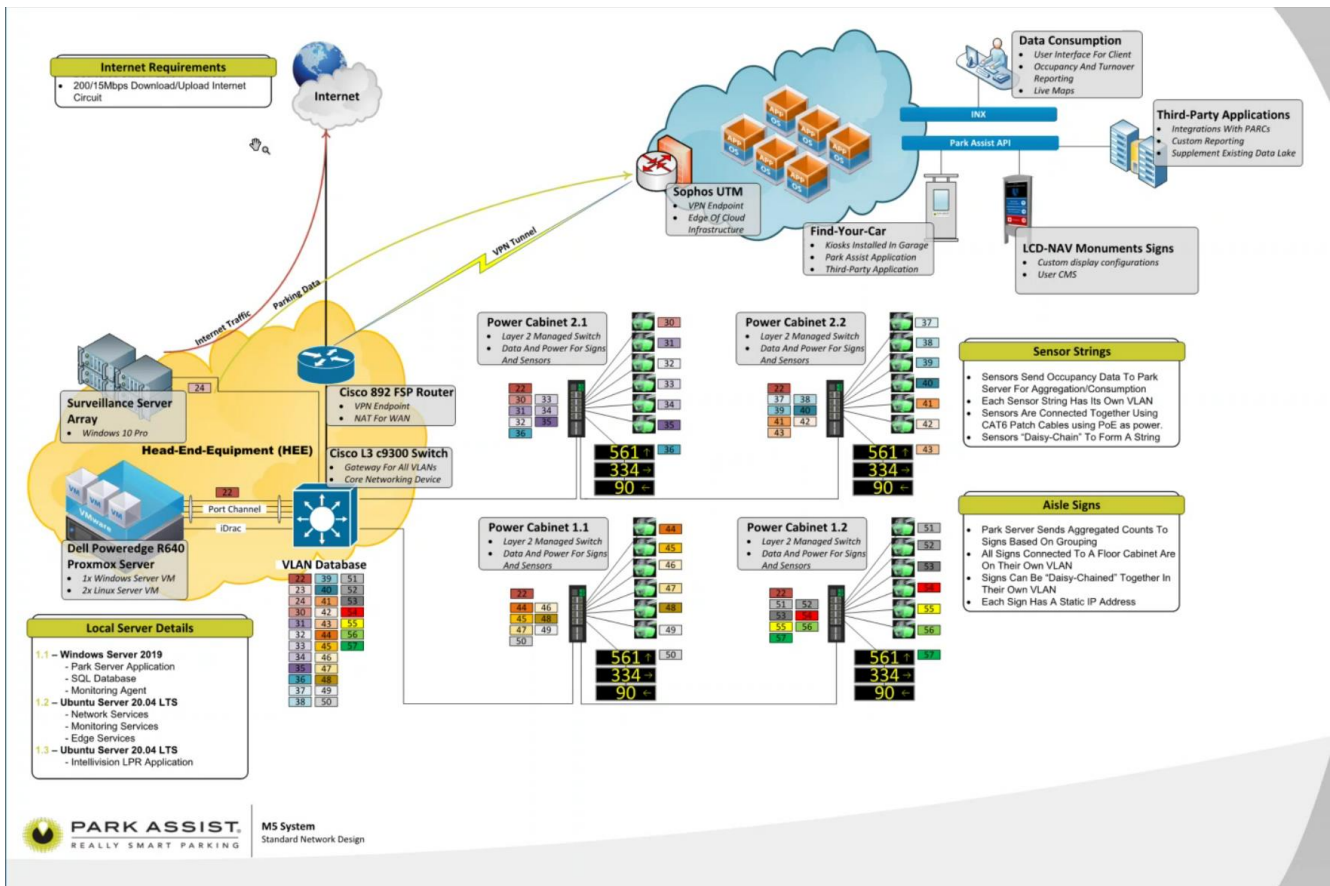 Internet Requirements
• 200/15Mbps Download/Upload Internet
Circuit
Internet
Data Consumption
• User Interface For Client
• Occupancy And Turnover
Reporting
• Live Maps
INX
Park Assist API
Third-Party Applications
• Integrations With PARCs
• Custom Reporting
• Supplement Existing Data Lake
APP
OS
APP
OS
APP
OS
APP
OS
APP
OS
APP
OS
Sophos UTM
• VPN Endpoint
• Edge Of Cloud
Infrastructure
Find-Your-Car
• Kiosks Installed In Garage
• Park Assist Application
• Third-Party Application
LCD-NAV Monuments Signs
• Custom display configurations
• User CMS
VPN Tunnel
Parking Data
Internet Traffic
24
Surveillance Server
Array
• Windows 10 Pro
Cisco 892 FSP Router
• VPN Endpoint
• NAT For WAN
Head-End-Equipment (HEE)
Cisco L3 c9300 Switch
• Gateway For All VLANs
• Core Networking Device
VM
VM
VM
VMware
22
Port Channel
iDrac
Dell Poweredge R640
Proxmox Server
• 1x Windows Server VM
• 2x Linux Server VM
VLAN Database
22 39 51
23 40 52
24 41 53
30 42 54
31 43 55
32 44 56
33 45 57
34 46
35 47
36 48
37 49
38 50
Local Server Details
1.1 – Windows Server 2019
- Park Server Application
- SQL Database
- Monitoring Agent
1.2 – Ubuntu Server 20.04 LTS
- Network Services
- Monitoring Services
- Edge Services
1.3 – Ubuntu Server 20.04 LTS
- Intellivision LPR Application
Power Cabinet 2.1
• Layer 2 Managed Switch
• Data And Power For Signs
And Sensors
22
30 33
31 34
32 35
36
30
31
32
33
34
35
36
561 ↑
334 →
90 ←
Power Cabinet 2.2
• Layer 2 Managed Switch
• Data And Power For Signs
And Sensors
22
37 38
39 40
41 42
43
37
38
39
40
41
42
43
561 ↑
334 →
90 ←
Power Cabinet 1.1
• Layer 2 Managed Switch
• Data And Power For Signs
And Sensors
22
44 46
45 48
47 49
50
44
45
46
47
48
49
50
561 ↑
334 →
90 ←
Power Cabinet 1.2
• Layer 2 Managed Switch
• Data And Power For Signs
And Sensors
22
51 52
53 54
55 56
57
51
52
53
54
55
56
57
561 ↑
334 →
90 ←
Sensor Strings
• Sensors Send Occupancy Data To Park
Server For Aggregation/Consumption
• Each Sensor String Has Its Own VLAN
• Sensors Are Connected Together Using
CAT6 Patch Cables using PoE as power.
• Sensors “Daisy-Chain” To Form A String
Aisle Signs
• Park Server Sends Aggregated Counts To
Signs Based On Grouping
• All Signs Connected To A Floor Cabinet Are
On Their Own VLAN
• Signs Can Be “Daisy-Chained” Together In
Their Own VLAN
• Each Sign Has A Static IP Address
PARK ASSIST.
REALLY SMART PARKING
M5 System
Standard Network Design